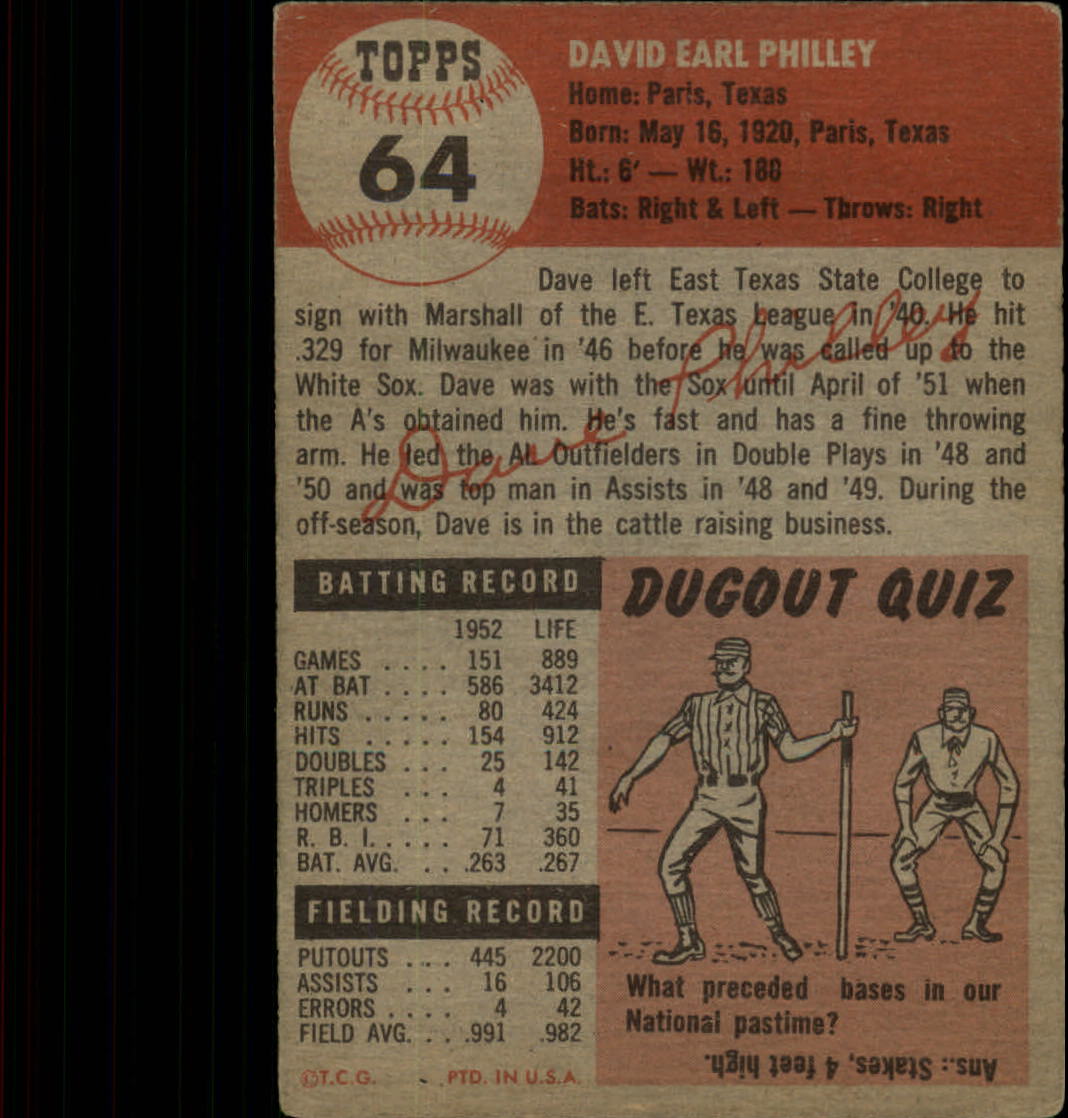 TOPPS
64
DAVID EARL PHILLEY
Home: Paris, Texas
Born: May 16, 1920, Paris, Texas
Ht.: 6' — Wt.: 188
Bats: Right & Left — Throws: Right
Dave left East Texas State College to
sign with Marshall of the E. Texas League in '40. He hit
.329 for Milwaukee in '46 before he was called up to the
White Sox. Dave was with the Sox until April of '51 when
the A's obtained him. He's fast and has a fine throwing
arm. He led the AL Outfielders in Double Plays in '48 and
'50 and was top man in Assists in '48 and '49. During the
off-season, Dave is in the cattle raising business.
Dave Philley
BATTING RECORD
1952 LIFE
GAMES . . . . 151 889
AT BAT . . . . 586 3412
RUNS . . . . . 80 424
HITS . . . . . 154 912
DOUBLES . . . 25 142
TRIPLES . . . 4 41
HOMERS . . . 7 35
R. B. I. . . . . 71 360
BAT. AVG. . . .263 .267
FIELDING RECORD
PUTOUTS . . . 445 2200
ASSISTS . . . 16 106
ERRORS . . . . 4 42
FIELD AVG. . . .991 .982
©T.C.G. PTD. IN U.S.A.
DUGOUT QUIZ
What preceded bases in our
National pastime?
Ans.: Stakes, 4 feet high.